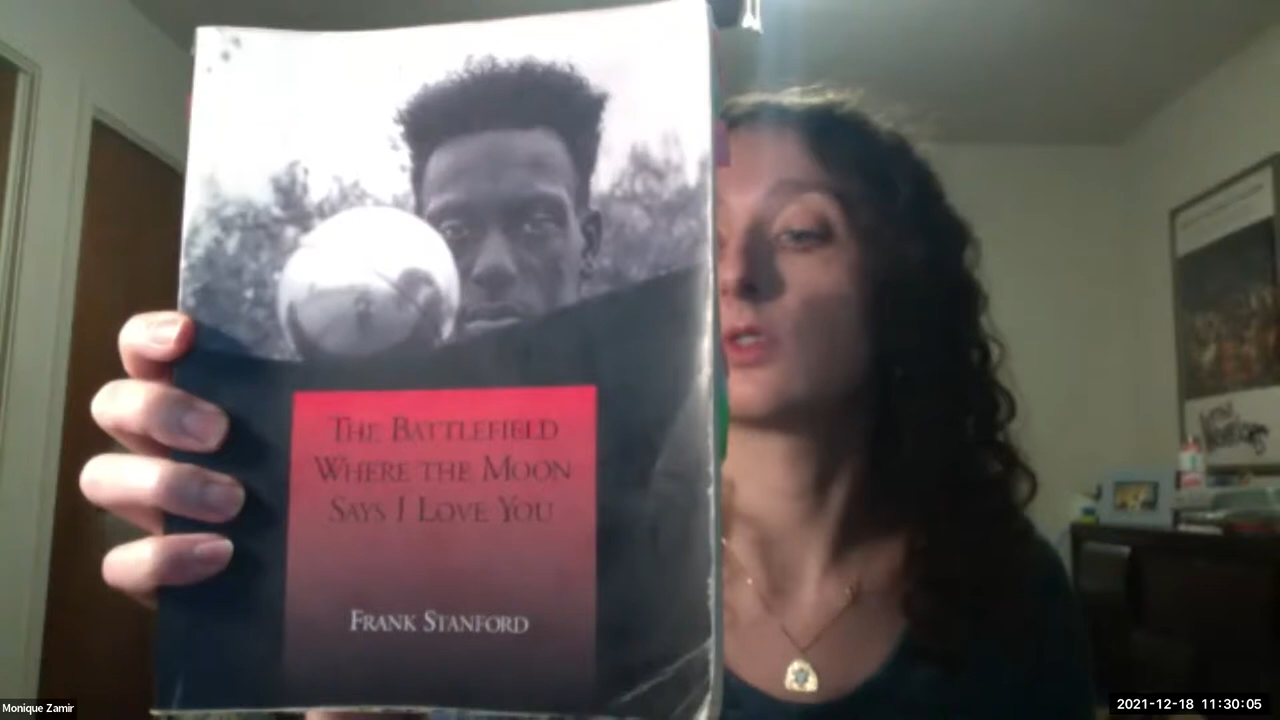 THE BATTLEFIELD
WHERE THE MOON
SAYS I LOVE YOU
FRANK STANFORD
Monique Zamir
2021-12-18 11:30:05